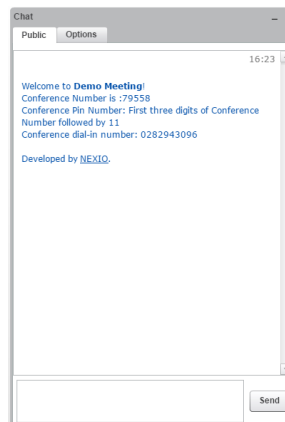 Chat
Public Options
16:23
Welcome to Demo Meeting!
Conference Number is :79558
Conference Pin Number: First three digits of Conference
Number followed by 11
Conference dial-in number: 0282943096
Developed by NEXIO.
Send